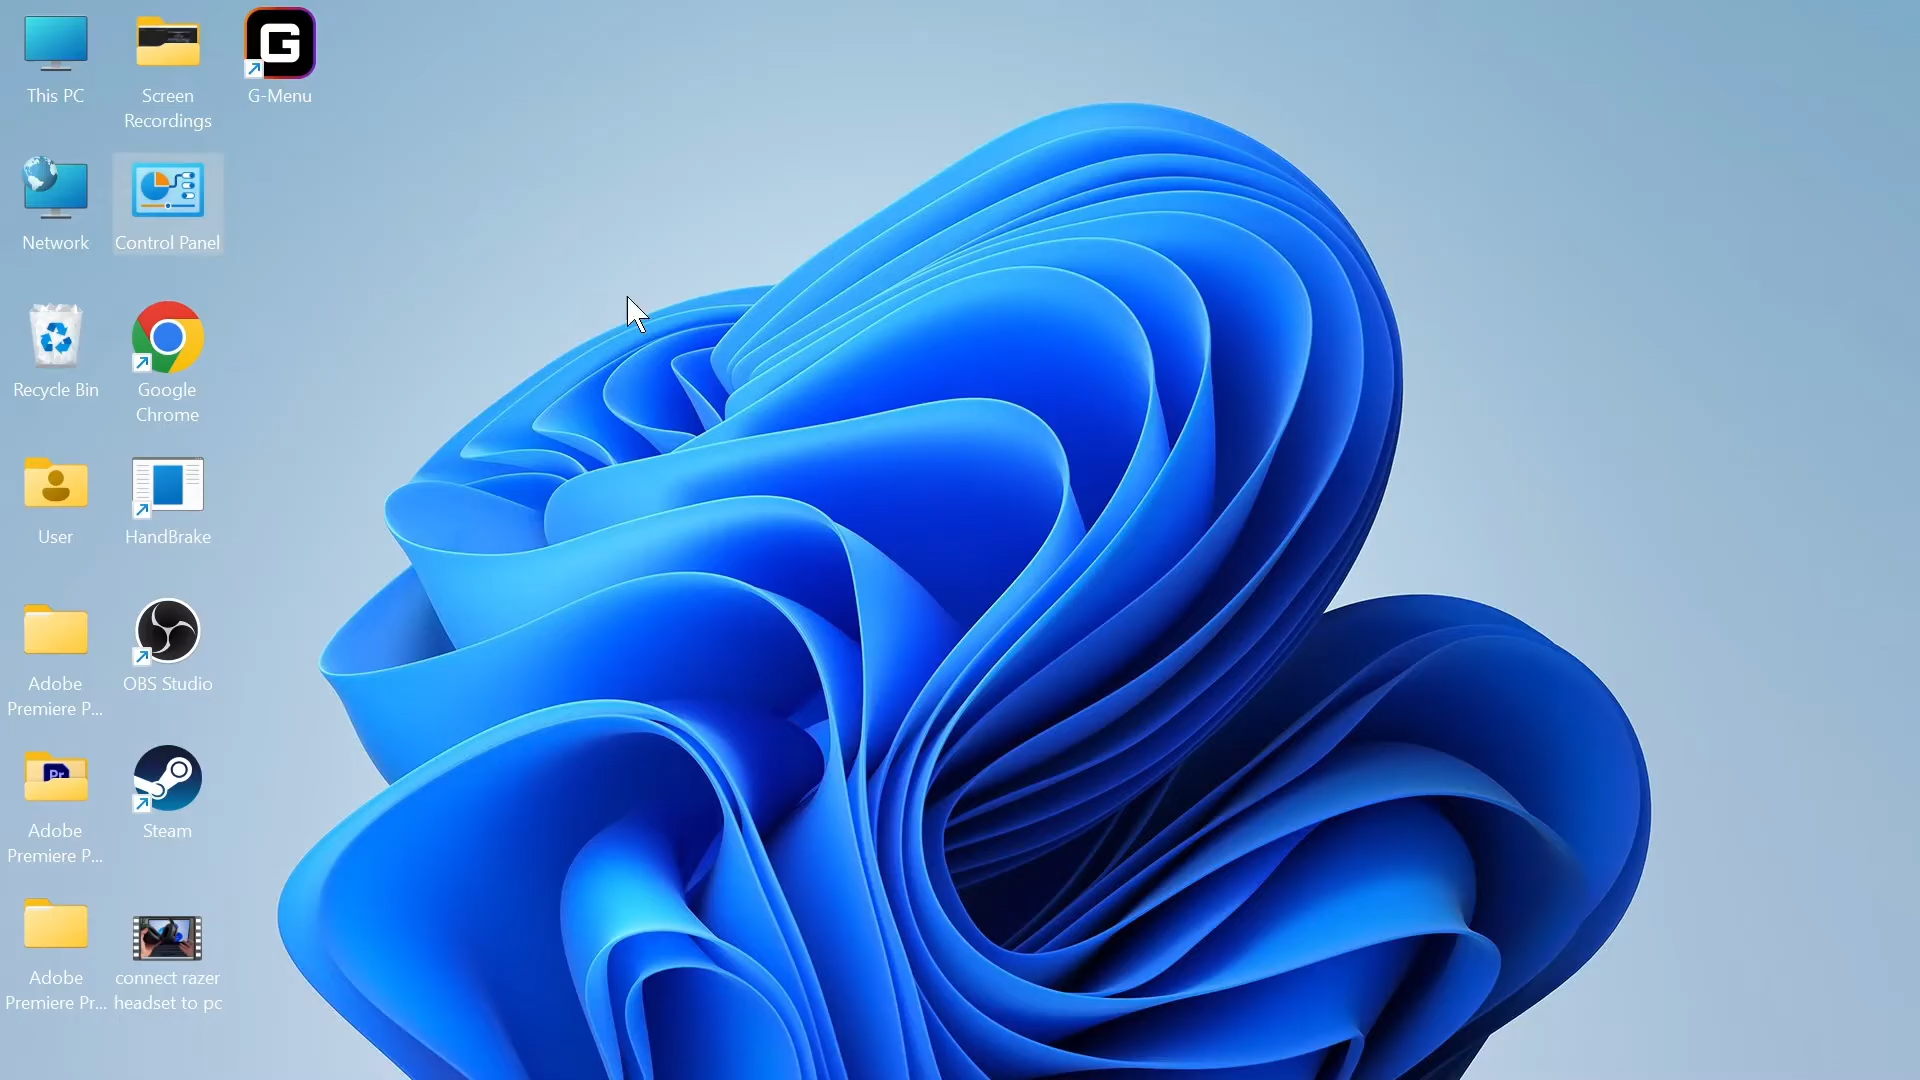 This PC
Screen
Recordings
G-Menu
Network
Control Panel
Recycle Bin
Google
Chrome
User
HandBrake
Adobe
Premiere P...
OBS Studio
Pr
Adobe
Premiere P...
Steam
Adobe
Premiere Pr...
connect razer
headset to pc